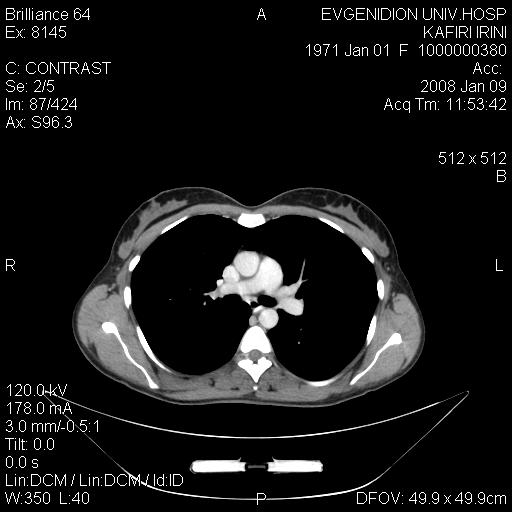 Brilliance 64
Ex: 8145
C: CONTRAST
Se: 2/5
Im: 87/424
Ax: S96.3
A
EVGENIDION UNIV.HOSP
KAFIRI IRINI
1971 Jan 01 F 1000000380
Acc:
2008 Jan 09
Acq Tm: 11:53:42
512 x 512
B
R
L
120.0 kV
178.0 mA
3.0 mm/-0.5:1
Tilt: 0.0
0.0 s
Lin:DCM / Lin:DCM / Id:ID
W:350 L:40
P
DFOV: 49.9 x 49.9cm